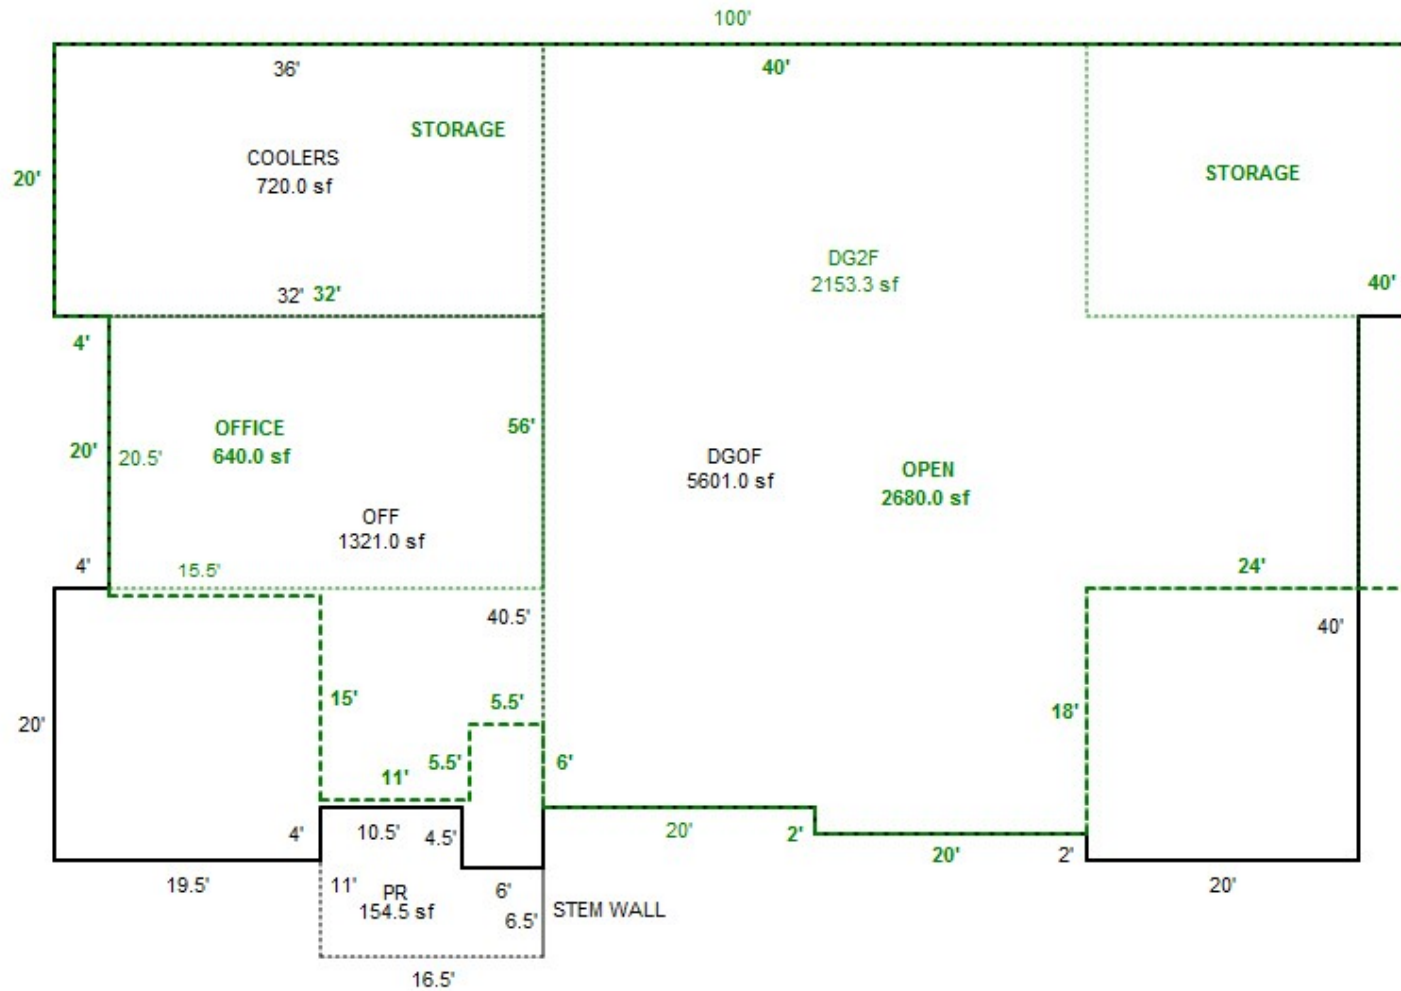 100'
36'
40'
STORAGE
COOLERS
720.0 sf
20'
STORAGE
DG2F
2153.3 sf
40'
32' 32'
4'
OFFICE
640.0 sf
56'
20'
20.5'
DGOF
5601.0 sf
OPEN
2680.0 sf
OFF
1321.0 sf
4'
15.5'
24'
40.5'
40'
15'
5.5'
18'
20'
5.5'
6'
11'
4'
10.5'
4.5'
20'
2'
20'
2'
19.5'
11'
PR
154.5 sf
6'
20'
6.5'
STEM WALL
16.5'